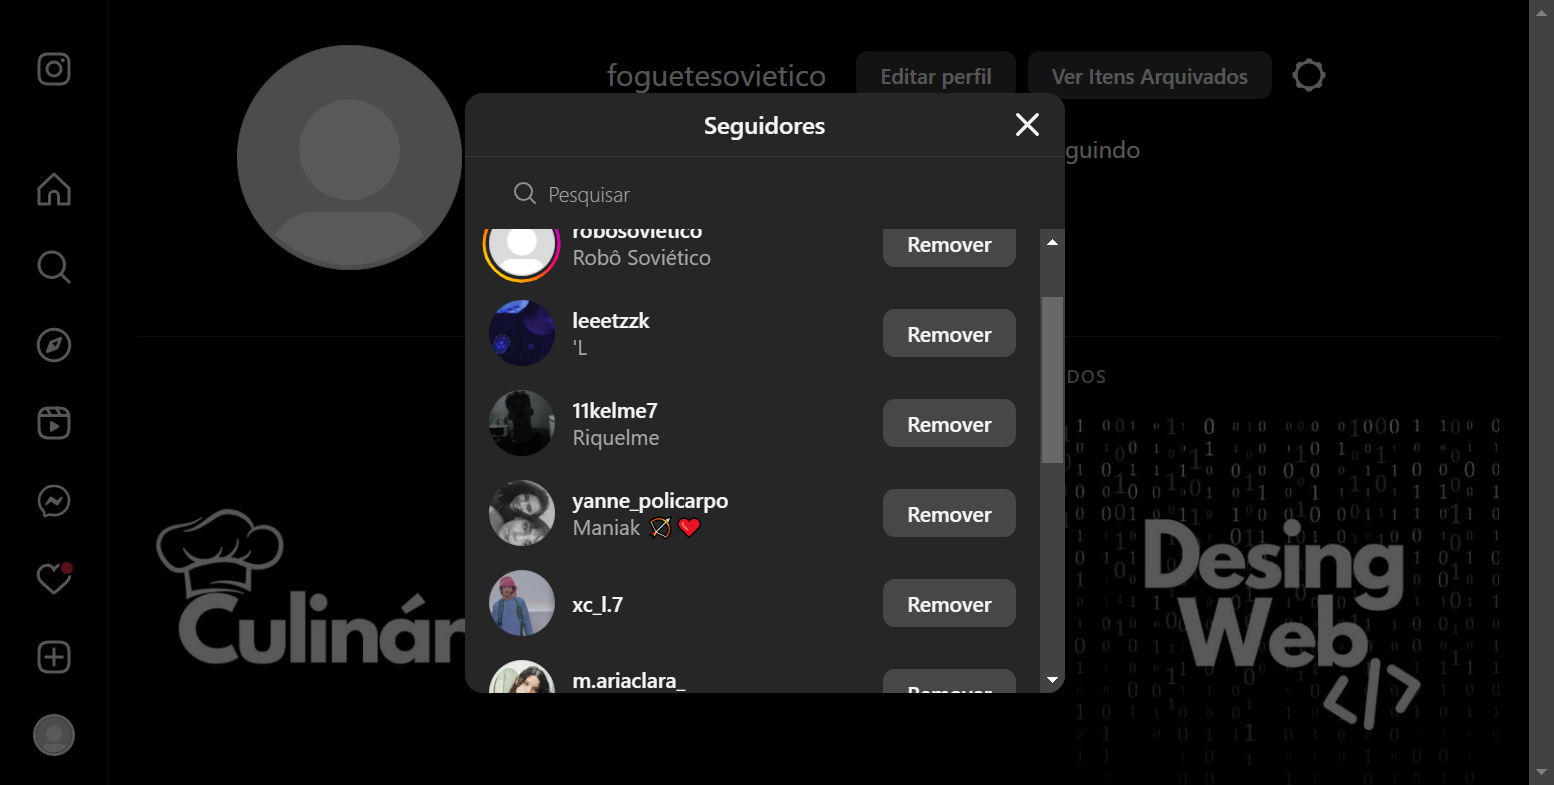 foguetesovietico
Editar perfil
Ver Itens Arquivados
guindo
Seguidores
Pesquisar
robosovietico
Robô Soviético
Remover
leeetzzk
'L
Remover
11kelme7
Riquelme
Remover
yanne_policarpo
Maniak 🏹❤️
Remover
xc_l.7
Remover
m.ariaclara_
Remover
DOS
Culinár
Desing
Web
</>